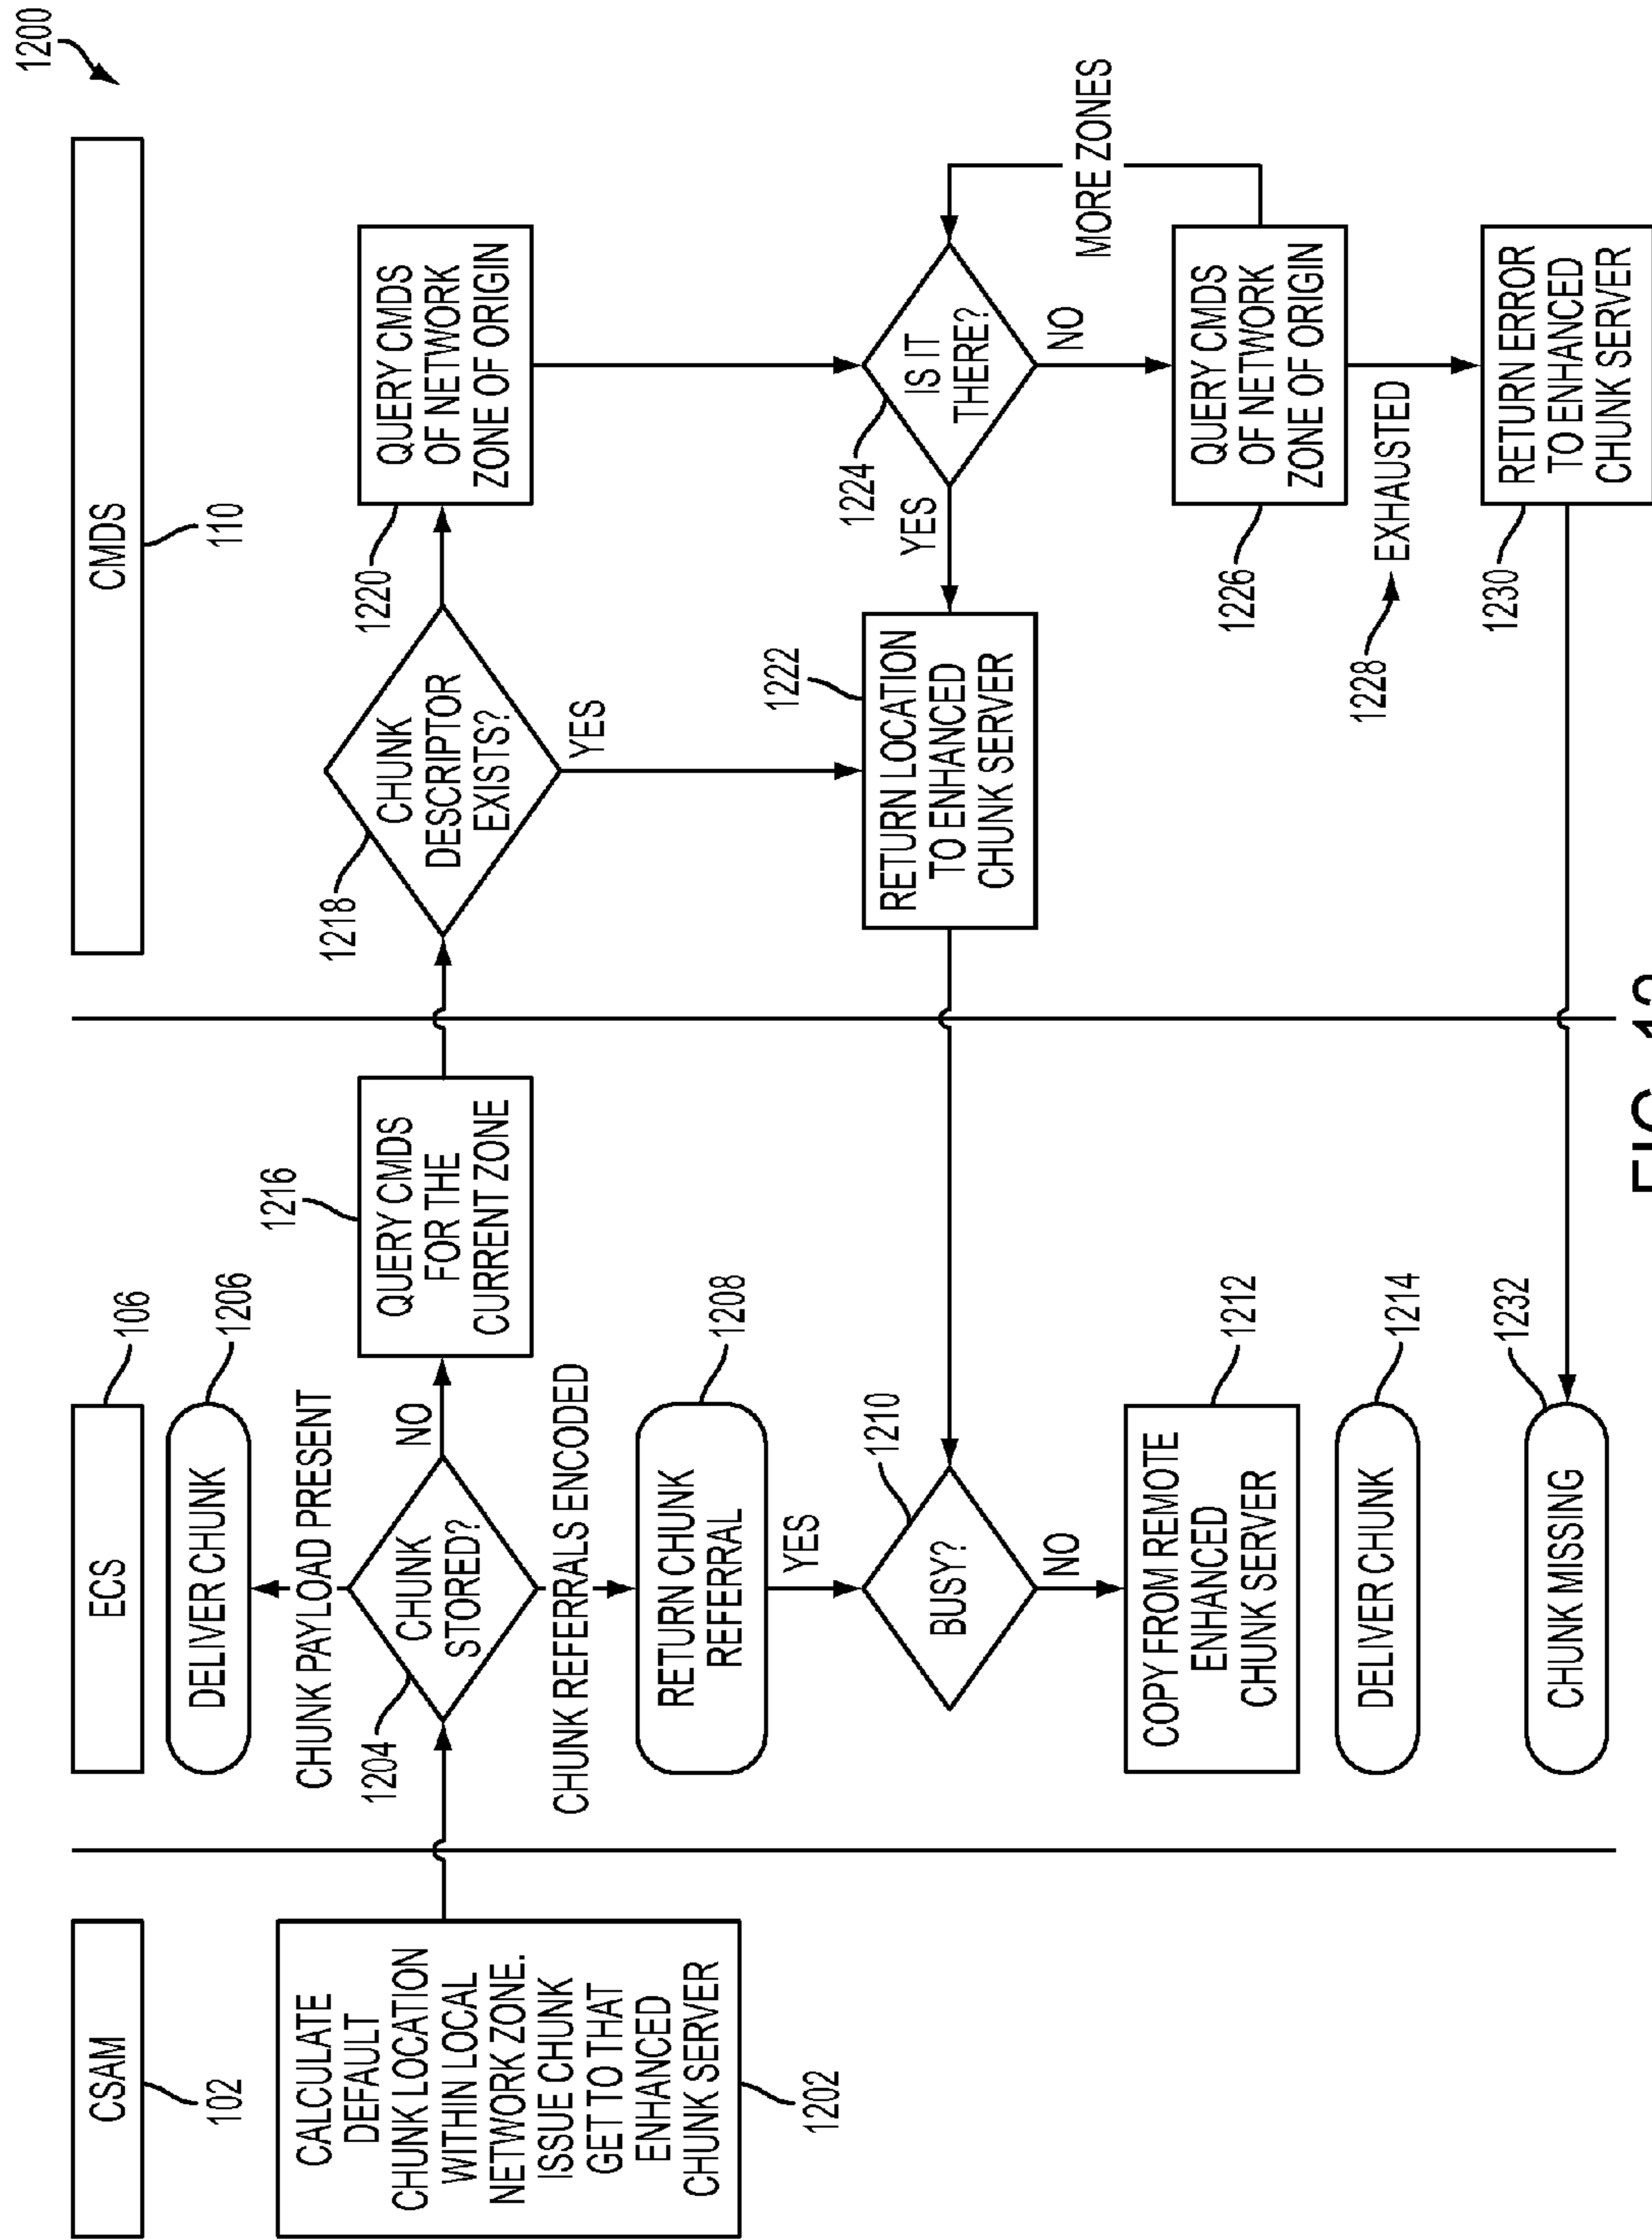 1200
CSAM
102
ECS
106
CMDS
110
CALCULATE
DEFAULT
CHUNK LOCATION
WITHIN LOCAL
NETWORK ZONE.
ISSUE CHUNK
GET TO THAT
ENHANCED
CHUNK SERVER
1202
DELIVER CHUNK
1206
CHUNK PAYLOAD PRESENT
CHUNK
STORED?
1204
NO
CHUNK REFERRALS ENCODED
QUERY CMDS
FOR THE
CURRENT ZONE
1216
CHUNK
DESCRIPTOR
EXISTS?
1218
YES
QUERY CMDS
OF NETWORK
ZONE OF ORIGIN
1220
RETURN CHUNK
REFERRAL
1208
YES
BUSY?
1210
NO
RETURN LOCATION
TO ENHANCED
CHUNK SERVER
1222
YES
IS IT
THERE?
1224
NO
MORE ZONES
COPY FROM REMOTE
ENHANCED
CHUNK SERVER
1212
QUERY CMDS
OF NETWORK
ZONE OF ORIGIN
1226
DELIVER CHUNK
1214
1228
EXHAUSTED
CHUNK MISSING
1232
RETURN ERROR
TO ENHANCED
CHUNK SERVER
1230
FIG. 12